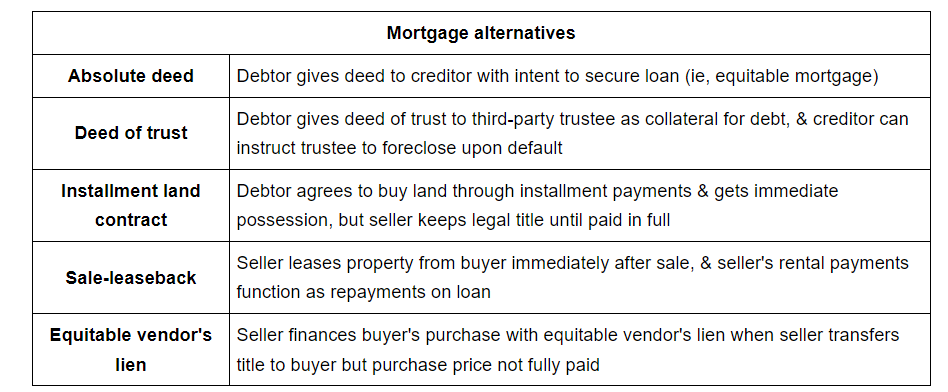 Mortgage alternatives
Absolute deed
Debtor gives deed to creditor with intent to secure loan (ie, equitable mortgage)
Deed of trust
Debtor gives deed of trust to third-party trustee as collateral for debt, & creditor can
instruct trustee to foreclose upon default
Installment land
contract
Debtor agrees to buy land through installment payments & gets immediate
possession, but seller keeps legal title until paid in full
Sale-leaseback
Seller leases property from buyer immediately after sale, & seller's rental payments
function as repayments on loan
Equitable vendor's
lien
Seller finances buyer's purchase with equitable vendor's lien when seller transfers
title to buyer but purchase price not fully paid